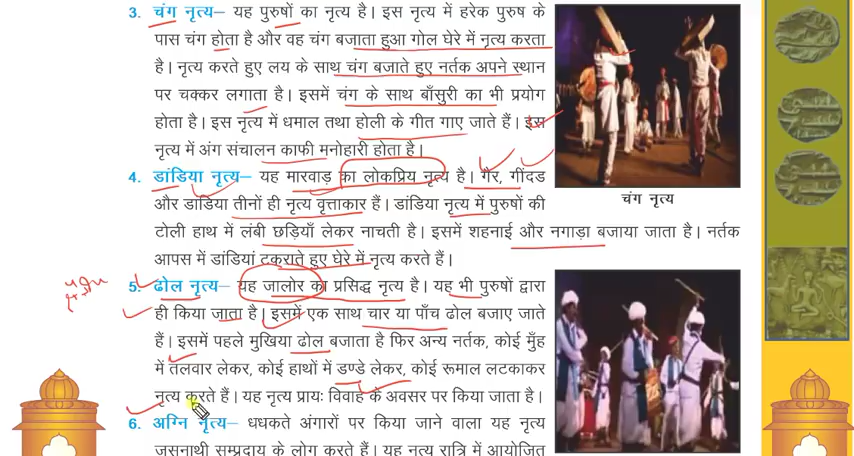 3. चंग नृत्य– यह पुरुषों का नृत्य है। इस नृत्य में हरेक पुरुष के
पास चंग होता है और वह चंग बजाता हुआ गोल घेरे में नृत्य करता
है। नृत्य करते हुए लय के साथ चंग बजाते हुए नर्तक अपने स्थान
पर चक्कर लगाता है। इसमें चंग के साथ बाँसुरी का भी प्रयोग
होता है। इस नृत्य में धमाल तथा होली के गीत गाए जाते हैं। इस
नृत्य में अंग संचालन काफी मनोहारी होता है।
चंग नृत्य
4. डांडिया नृत्य– यह मारवाड़ का लोकप्रिय नृत्य है। गैर, गींदड
और डांडिया तीनों ही नृत्य वृत्ताकार हैं। डांडिया नृत्य में पुरुषों की
टोली हाथ में लंबी छड़ियाँ लेकर नाचती है। इसमें शहनाई और नगाड़ा बजाया जाता है। नर्तक
आपस में डांडियां टकराते हुए घेरे में नृत्य करते हैं।
5. ढोल नृत्य– यह जालोर का प्रसिद्ध नृत्य है। यह भी पुरुषों द्वारा
ही किया जाता है। इसमें एक साथ चार या पाँच ढोल बजाए जाते
हैं। इसमें पहले मुखिया ढोल बजाता है फिर अन्य नर्तक, कोई मुँह
में तलवार लेकर, कोई हाथों में डण्डे लेकर, कोई रूमाल लटकाकर
नृत्य करते हैं। यह नृत्य प्रायः विवाह के अवसर पर किया जाता है।
6. अग्नि नृत्य– धधकते अंगारों पर किया जाने वाला यह नृत्य
जसनाथी सम्प्रदाय के लोग करते हैं। यह नृत्य रात्रि में आयोजित